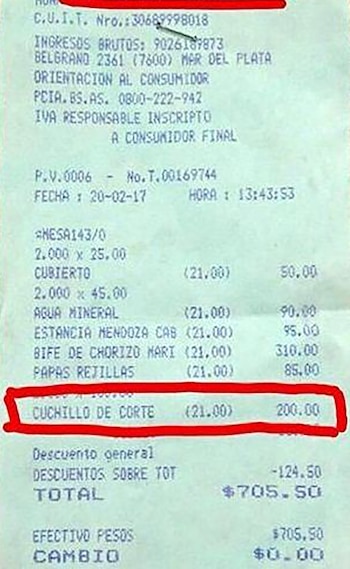 C.U.I.T. Nro.:30689998018
INGRESOS BRUTOS: 9026189873
BELGRANO 2361 (7600) MAR DEL PLATA
ORIENTACION AL CONSUMIDOR
PCIA.BS.AS. 0800-222-942
IVA RESPONSABLE INSCRIPTO
A CONSUMIDOR FINAL
P.V.0006 - No.T.00169744
FECHA : 20-02-17 HORA : 13:43:53
MESA143/0
2.000 x 25.00
CUBIERTO (21.00) 50.00
2.000 x 45.00
AGUA MINERAL (21.00) 90.00
ESTANCIA MENDOZA CAB (21.00) 95.00
BIFE DE CHORIZO MARI (21.00) 310.00
PAPAS REJILLAS (21.00) 85.00
CUCHILLO DE CORTE (21.00) 200.00
Descuento general
DESCUENTOS SOBRE TOT -124.50
TOTAL $705.50
EFECTIVO PESOS $705.50
CAMBIO $0.00